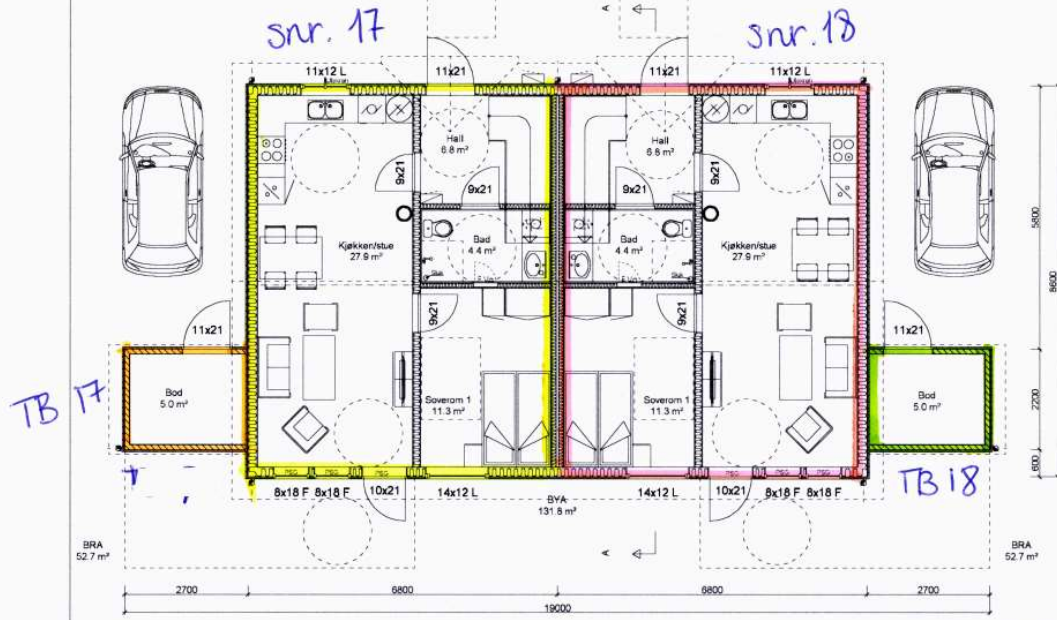 snr. 17
snr. 18
A
11x12 L
11x21
11x21
11x12 L
Hall
6.8 m²
Hall
6.8 m²
9x21
9x21
9x21
9x21
Kjøkken/stue
27.9 m²
Bad
4.4 m²
Bad
4.4 m²
Kjøkken/stue
27.9 m²
5800
8600
11x21
9x21
9x21
11x21
TB 17
Bod
5.0 m²
Soverom 1
11.3 m²
Soverom 1
11.3 m²
Bod
5.0 m²
2200
600
TB 18
8x18 F
8x18 F
10x21
14x12 L
BYA
131.8 m²
14x12 L
10x21
8x18 F
8x18 F
A
BRA
52.7 m²
BRA
52.7 m²
2700
6800
6800
2700
19000